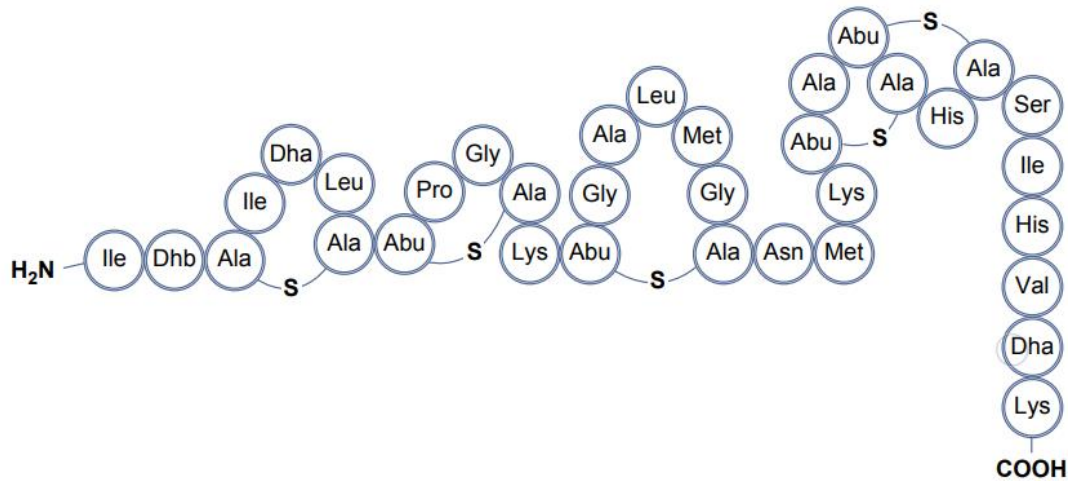 H2N
Ile
Dhb
Ala
Ile
Dha
Leu
Ala
S
Abu
Pro
Gly
Ala
S
Lys
Abu
Gly
Ala
Leu
Met
Gly
Ala
S
Asn
Met
Lys
Abu
Ala
Abu
Ala
S
His
Ala
S
Ser
Ile
His
Val
Dha
Lys
COOH